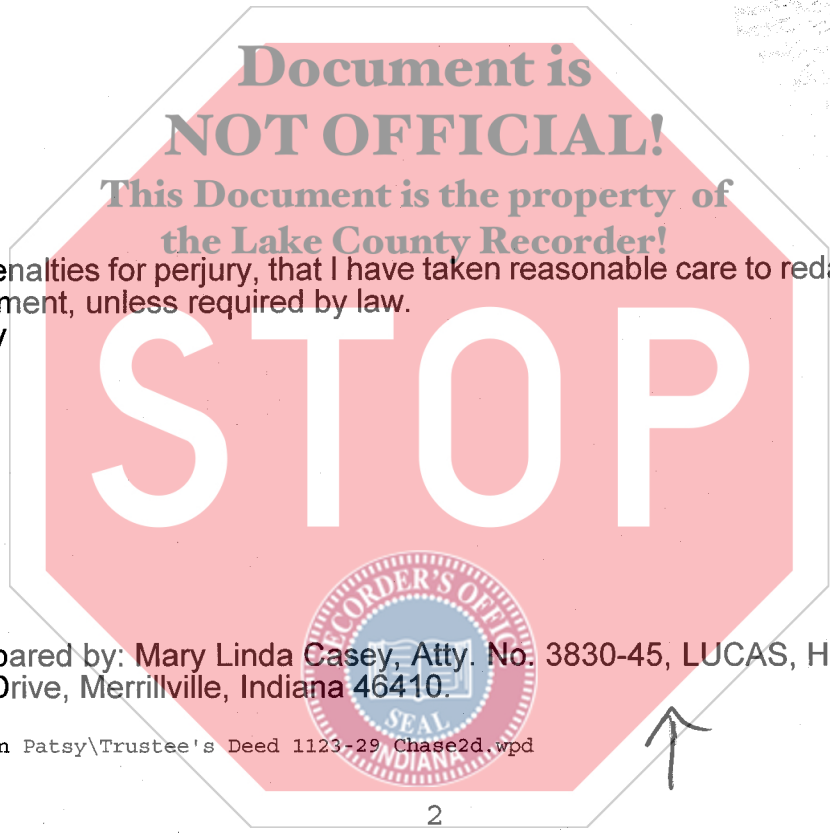 Document is
NOT OFFICIAL!
This Document is the property of
the Lake County Recorder!
enalties for perjury, that I have taken reasonable care to reda
ment, unless required by law.
y
STOP
RECORDER'S OFFICE
SEAL
INDIANA
pared by: Mary Linda Casey, Atty. No. 3830-45, LUCAS, H
Drive, Merrillville, Indiana 46410.
n Patsy\Trustee's Deed 1123-29 Chase2d.wpd
2